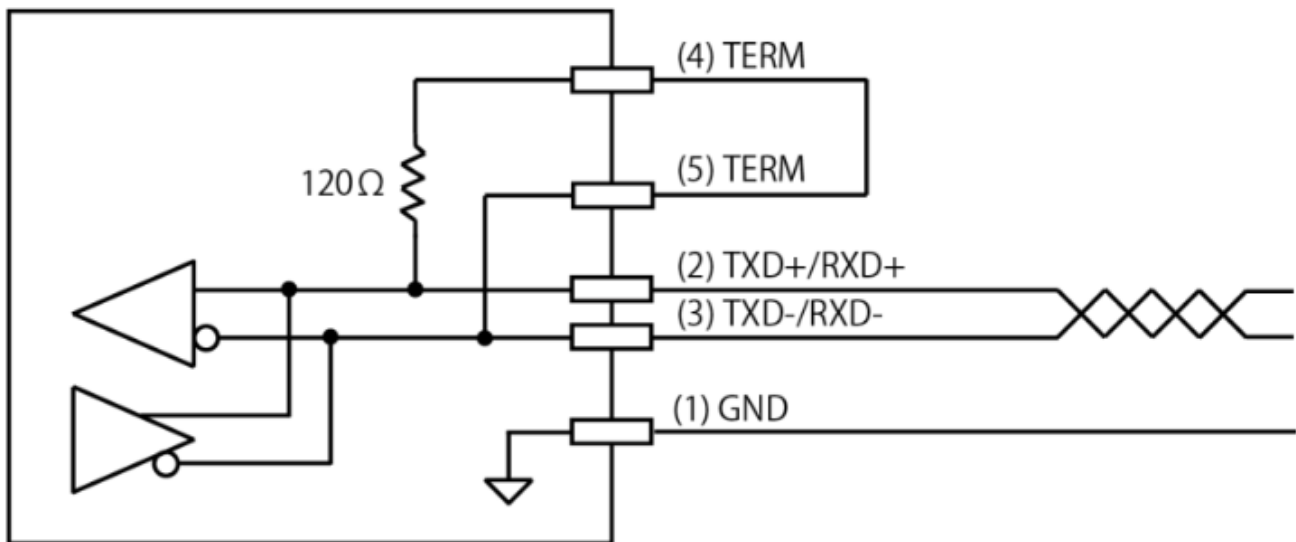 (4) TERM
120Ω
(5) TERM
(2) TXD+/RXD+
(3) TXD-/RXD-
(1) GND